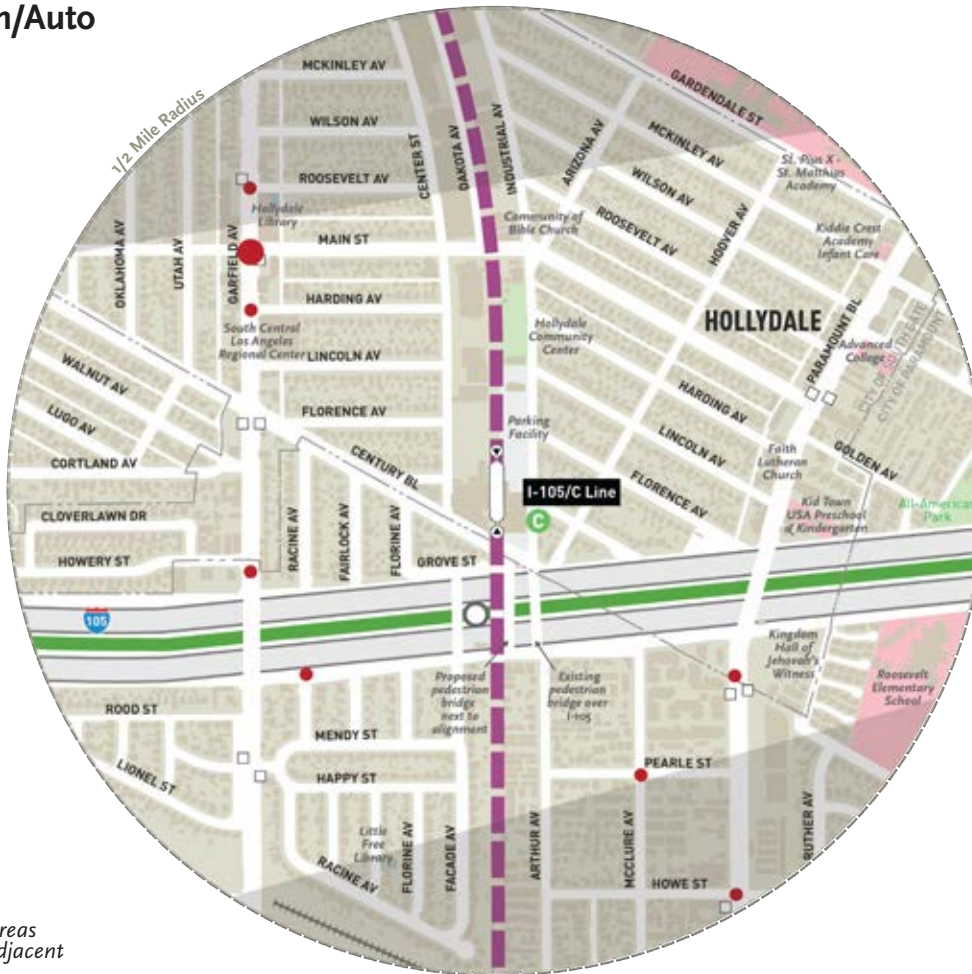 n/Auto
1/2 Mile Radius
MCKINLEY AV
WILSON AV
ROOSEVELT AV
Hollydale
Library
MAIN ST
OKLAHOMA AV
UTAH AV
GARFIELD AV
HARDING AV
South Central
Los Angeles
Regional Center
LINCOLN AV
FLORENCE AV
CENTER ST
DAKOTA AV
INDUSTRIAL AV
ARIZONA AV
GARDENDALE ST
MCKINLEY AV
WILSON AV
ROOSEVELT AV
HOOVER AV
St. Pius X -
St. Matthias
Academy
Community of
Bible Church
Kiddie Crest
Academy
Infant Care
HOLLYDALE
Hollydale
Community
Center
PARAMOUNT BL
Advanced
College
CITY OF SOUTH GATE
CITY OF PARAMOUNT
WALNUT AV
LUGO AV
CORTLAND AV
CLOVERLAWN DR
HOWERY ST
CENTURY BL
RACINE AV
FAIRLOCK AV
FLORINE AV
GROVE ST
Parking
Facility
I-105/C Line
C
HARDING AV
LINCOLN AV
FLORENCE AV
Faith
Lutheran
Church
GOLDEN AV
Kid Town
USA Preschool
& Kindergarten
All-American
Park
105
Proposed
pedestrian
bridge
next to
alignment
Existing
pedestrian
bridge over
I-105
Kingdom
Hall of
Jehovah's
Witness
Roosevelt
Elementary
School
ROOD ST
LIONEL ST
MENDY ST
HAPPY ST
Little
Free
Library
RACINE AV
FLORINE AV
FACADE AV
ARTHUR AV
MCCLURE AV
PEARLE ST
HOWE ST
RUTHER AV
reas
djacent